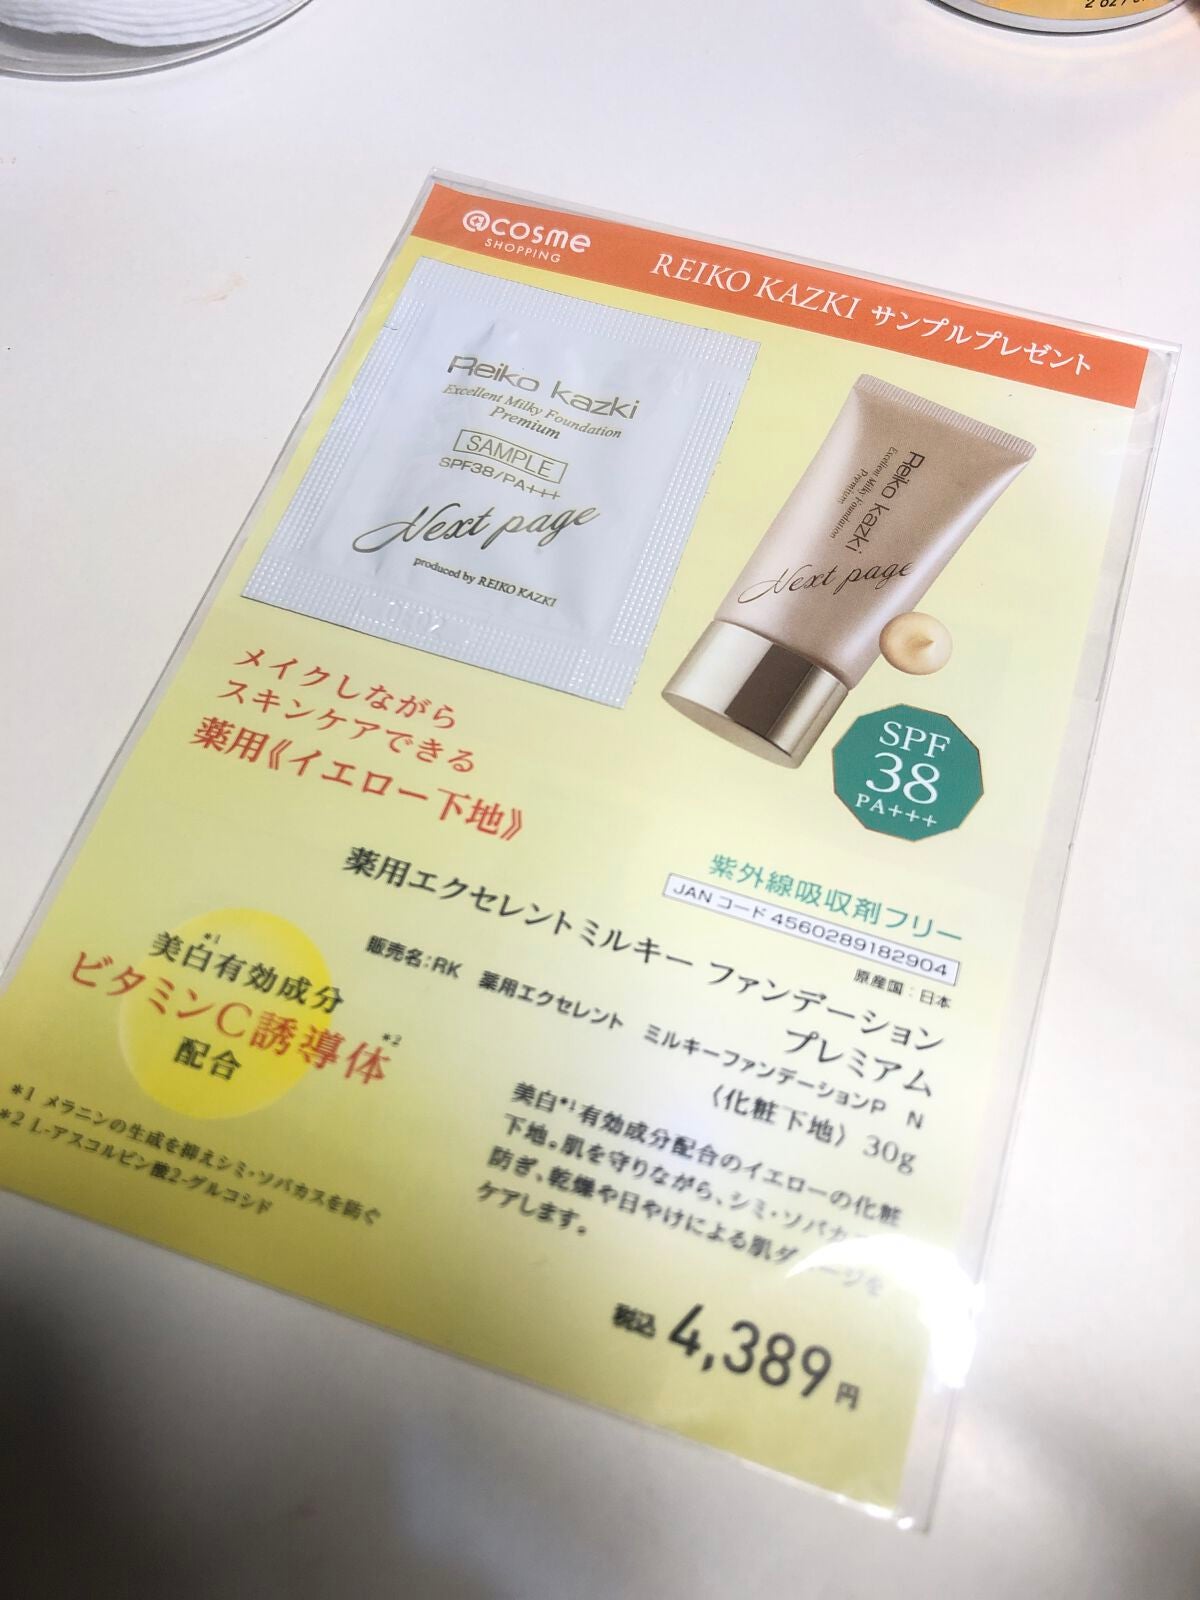 @cosme
SHOPPING
REIKO KAZKI サンプルプレゼント
Reiko Kazki
Excellent Milky Foundation
Premium
SAMPLE
SPF38/PA+++
Next page
produced by REIKO KAZKI
Reiko Kazki
Excellent Milky Foundation
Premium
Next page
SPF
38
PA+++
メイクしながら
スキンケアできる
薬用《イエロー下地》
紫外線吸収剤フリー
JANコード 4560289182904
原産国:日本
薬用エクセレントミルキー ファンデーション
プレミアム
販売名:RK 薬用エクセレント ミルキーファンデーションP N
〈化粧下地〉 30g
美白*1有効成分
ビタミンC誘導体*2
配合
*1 メラニンの生成を抑えシミ・ソバカスを防ぐ
*2 L-アスコルビン酸2-グルコシド
美白*1有効成分配合のイエローの化粧
下地。肌を守りながら、シミ・ソバカ
防ぎ、乾燥や日やけによる肌ダメージを
ケアします。
税込 4,389円